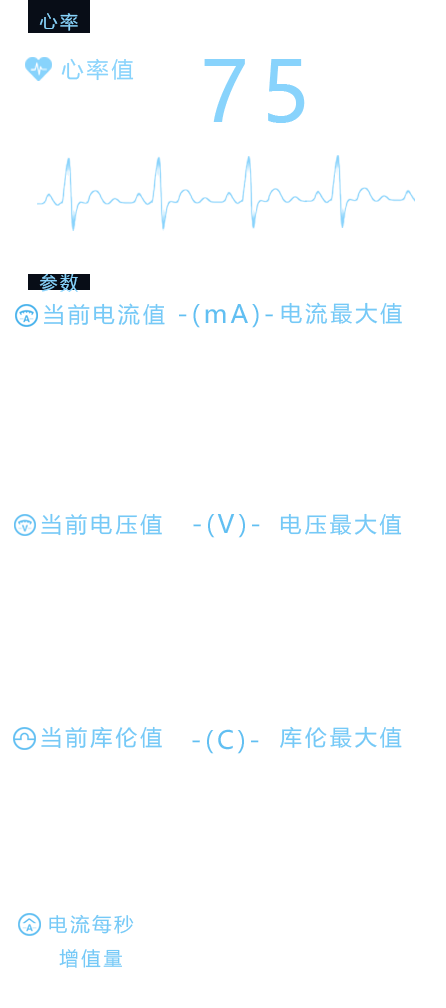 心率
心率值 75
参数
当前电流值 -(mA)- 电流最大值
当前电压值 -(V)- 电压最大值
当前库伦值 -(C)- 库伦最大值
电流每秒
增值量